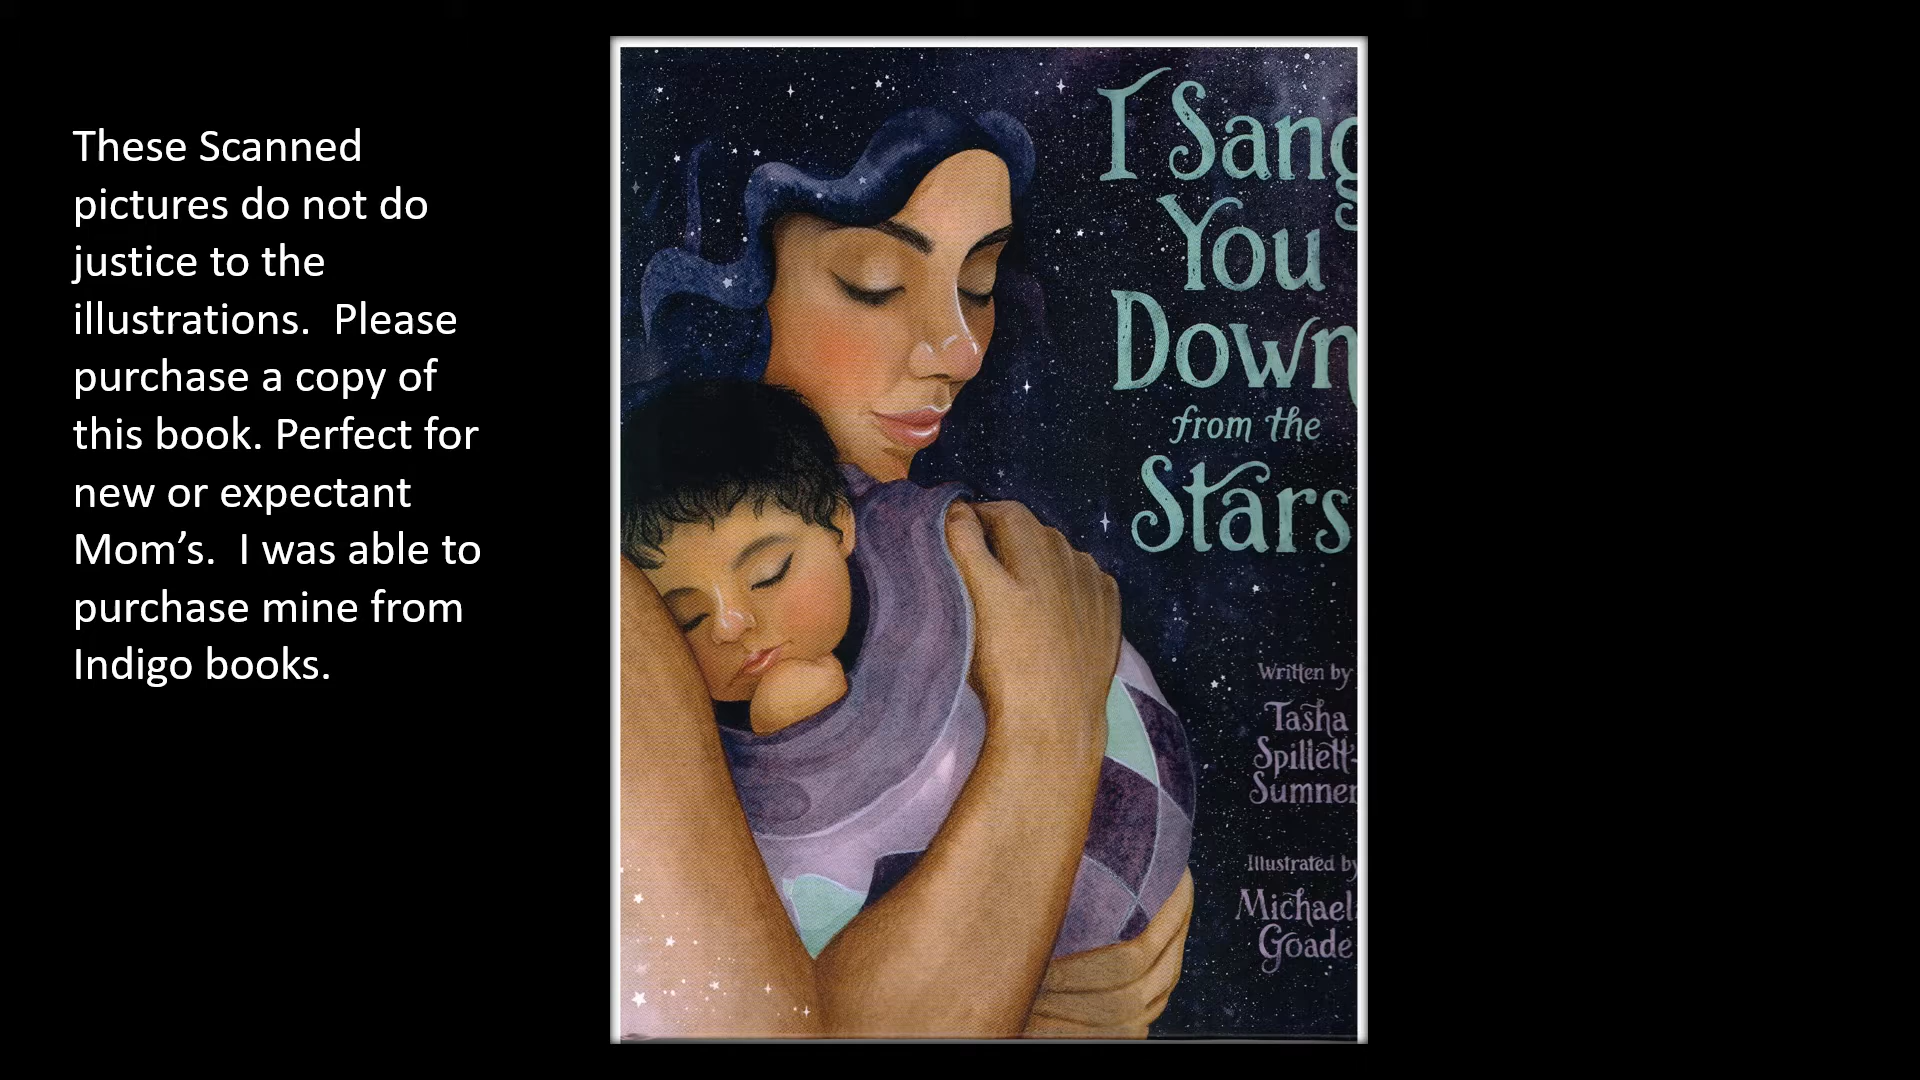 These Scanned
pictures do not do
justice to the
illustrations.  Please
purchase a copy of
this book. Perfect for
new or expectant
Mom’s.  I was able to
purchase mine from
Indigo books.
I Sang
You
Down
from the
Stars
Written by
Tasha
Spillett-
Sumner
Illustrated by
Michael
Goade